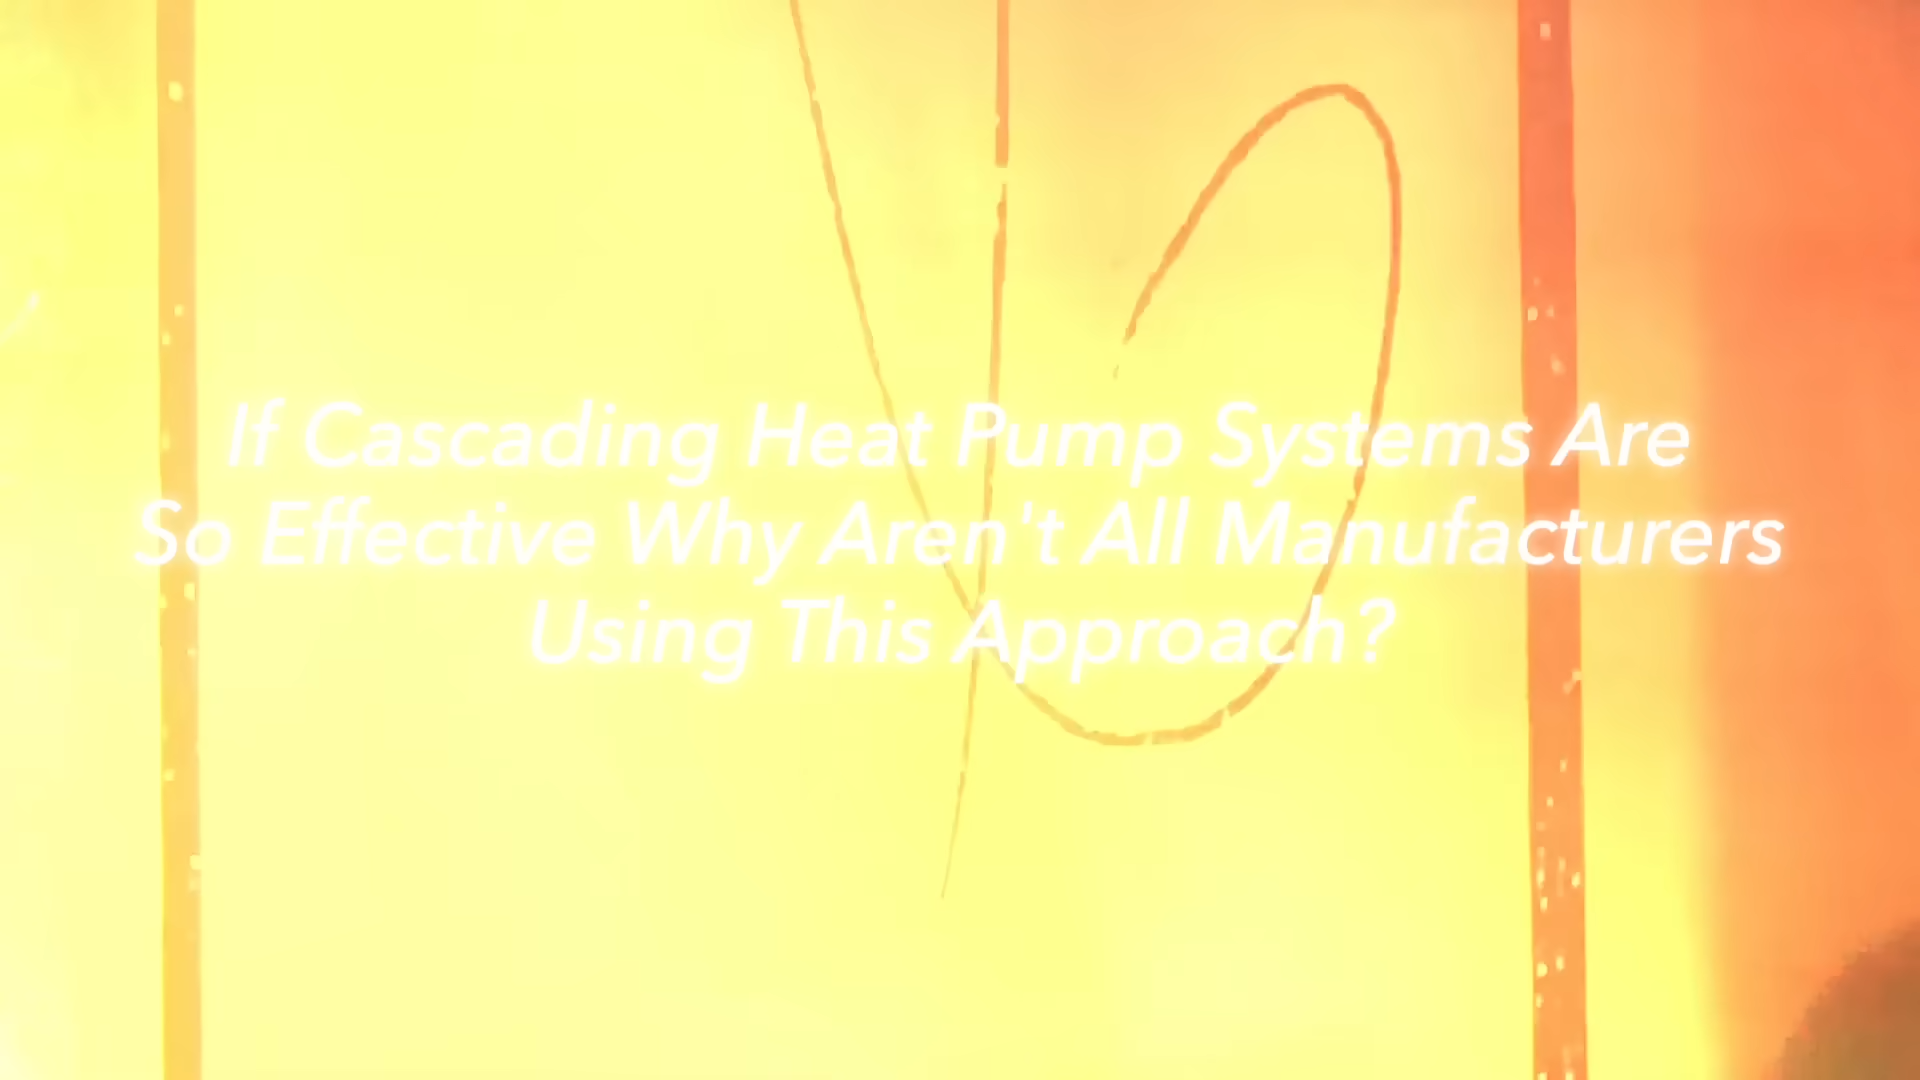 If Cascading Heat Pump Systems Are
So Effective Why Aren't All Manufacturers
Using This Approach?